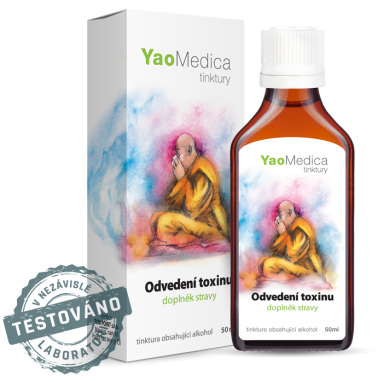 YaoMedica
tinktury
Odvedení toxinu
doplněk stravy
tinktura obsahující alkohol 50ml
YaoMedica
tinktury
Odvedení toxinu
doplněk stravy
tinktura obsahující alkohol 50ml
V NEZÁVISLÉ
TESTOVÁNO
LABORATOŘI